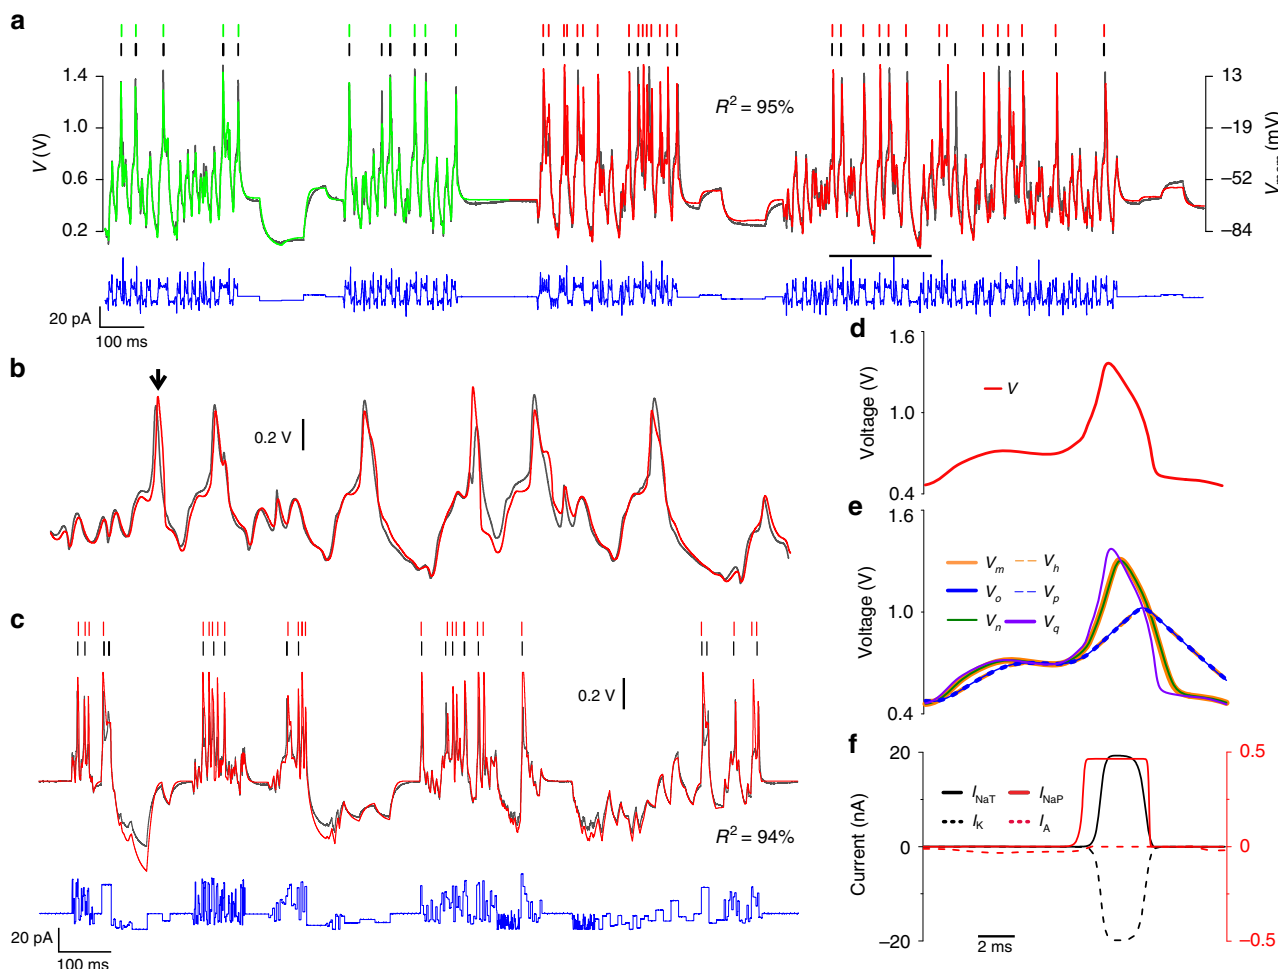 a
1.4
1.0
0.6
0.2
V (V)
R² = 95%
13
−19
−52
−84
(mV)
20 pA
100 ms
b
0.2 V
c
0.2 V
R² = 94%
20 pA
100 ms
d
1.6
1.0
0.4
Voltage (V)
V
e
1.6
1.0
0.4
Voltage (V)
Vm Vh
Vo Vp
Vn Vq
f
20
10
0
−10
−20
Current (nA)
INaT INaP
IK IA
0.5
0
−0.5
2 ms